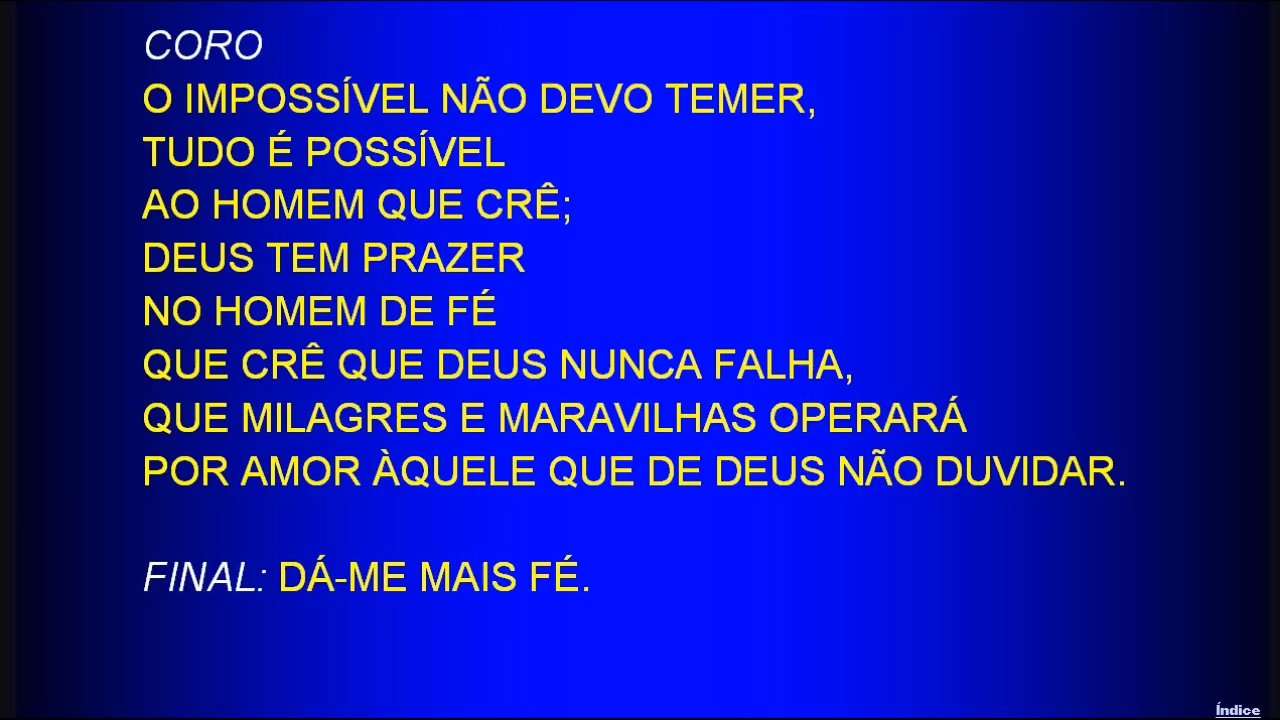 CORO
O IMPOSSÍVEL NÃO DEVO TEMER,
TUDO É POSSÍVEL
AO HOMEM QUE CRÊ;
DEUS TEM PRAZER
NO HOMEM DE FÉ
QUE CRÊ QUE DEUS NUNCA FALHA,
QUE MILAGRES E MARAVILHAS OPERARÁ
POR AMOR ÀQUELE QUE DE DEUS NÃO DUVIDAR.
FINAL: DÁ-ME MAIS FÉ.
Índice